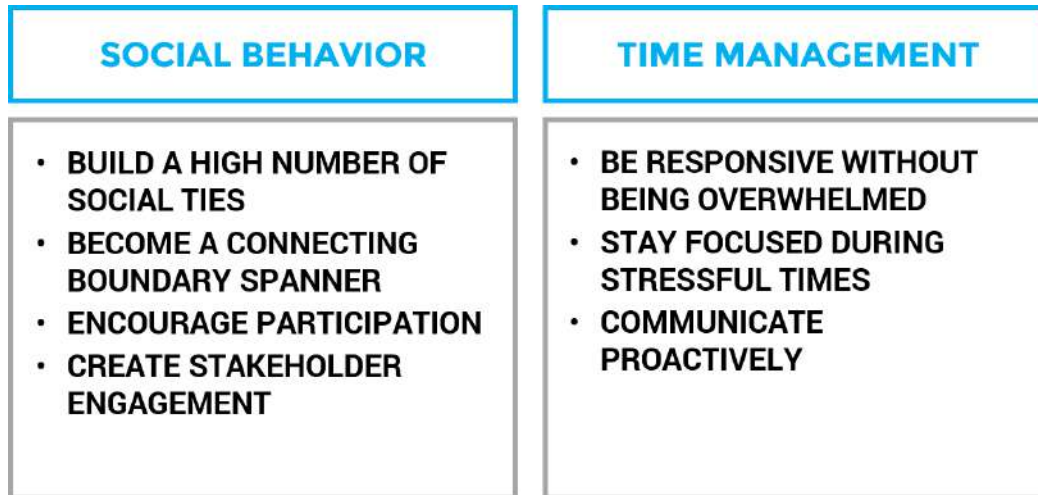 SOCIAL BEHAVIOR
• BUILD A HIGH NUMBER OF
SOCIAL TIES
• BECOME A CONNECTING
BOUNDARY SPANNER
• ENCOURAGE PARTICIPATION
• CREATE STAKEHOLDER
ENGAGEMENT
TIME MANAGEMENT
• BE RESPONSIVE WITHOUT
BEING OVERWHELMED
• STAY FOCUSED DURING
STRESSFUL TIMES
• COMMUNICATE
PROACTIVELY